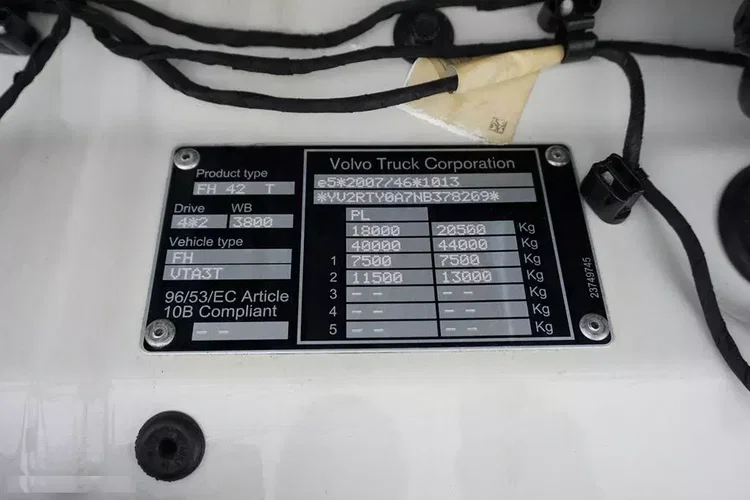 Product type
FH 42 T
Drive WB
4*2 3800
Vehicle type
FH
VTA3T
96/53/EC Article
10B Compliant
-- --
Volvo Truck Corporation
e5*2007/46*1013
*YV2RTY0A7NB378269*
PL
18000 20500 Kg
40000 44000 Kg
1 7500 7500 Kg
2 11500 13000 Kg
3 -- -- -- -- Kg
4 -- -- -- -- Kg
5 -- -- -- -- Kg
23749745